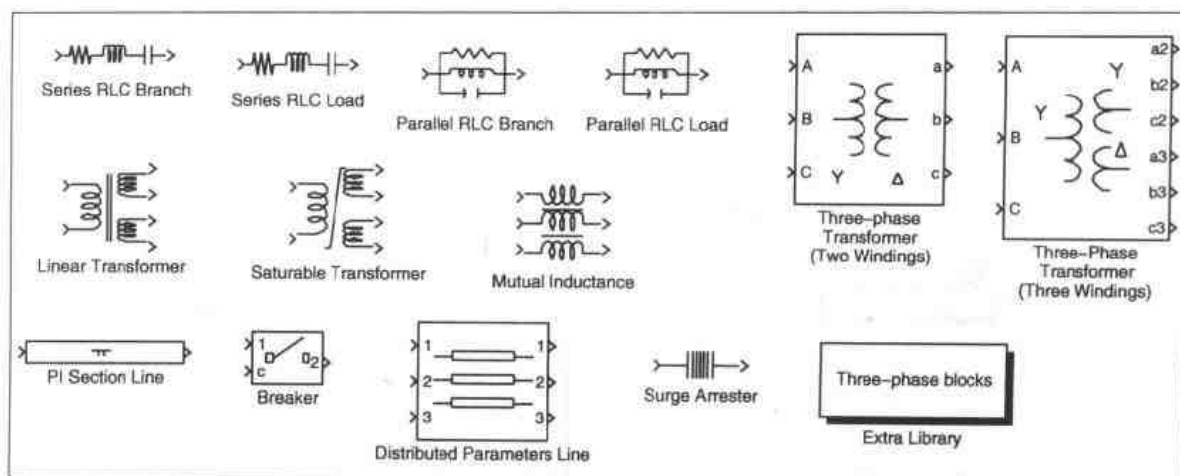 Series RLC Branch
Series RLC Load
Parallel RLC Branch
Parallel RLC Load
A
B
C
a
b
c
Y
Δ
Three-phase
Transformer
(Two Windings)
A
B
C
Y
Y
Δ
a2
b2
c2
a3
b3
c3
Three-Phase
Transformer
(Three Windings)
Linear Transformer
Saturable Transformer
Mutual Inductance
PI Section Line
1
c
2
Breaker
1
2
3
1
2
3
Distributed Parameters Line
Surge Arrester
Three-phase blocks
Extra Library